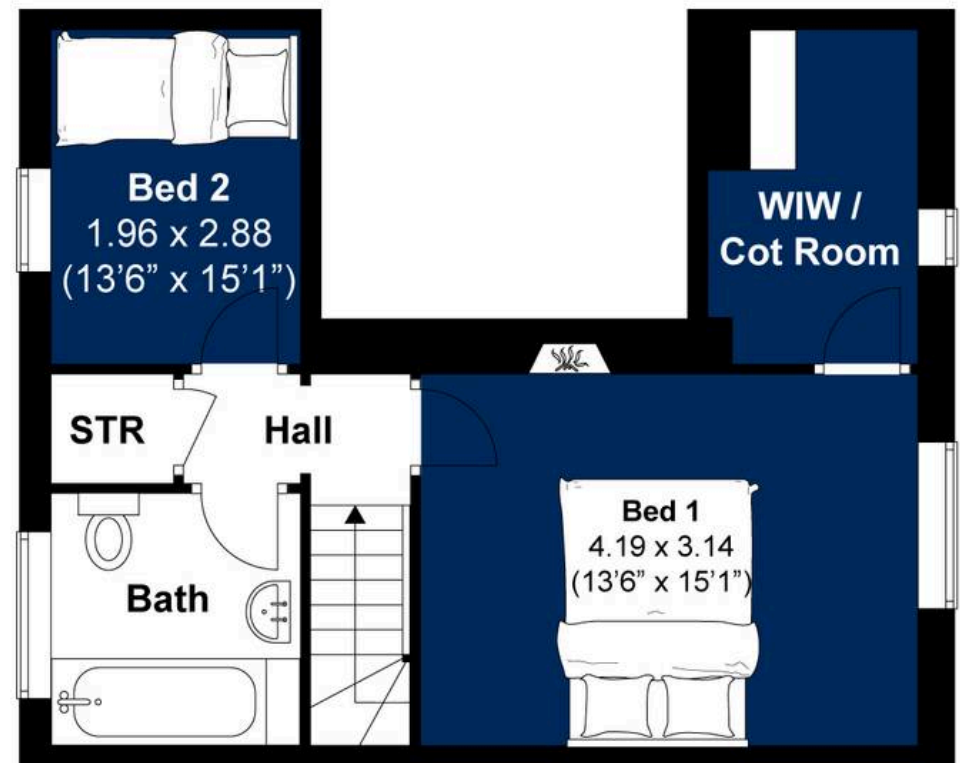 Bed 2
1.96 x 2.88
(13’6” x 15’1”)
WIW /
Cot Room
STR
Hall
Bed 1
4.19 x 3.14
(13’6” x 15’1”)
Bath